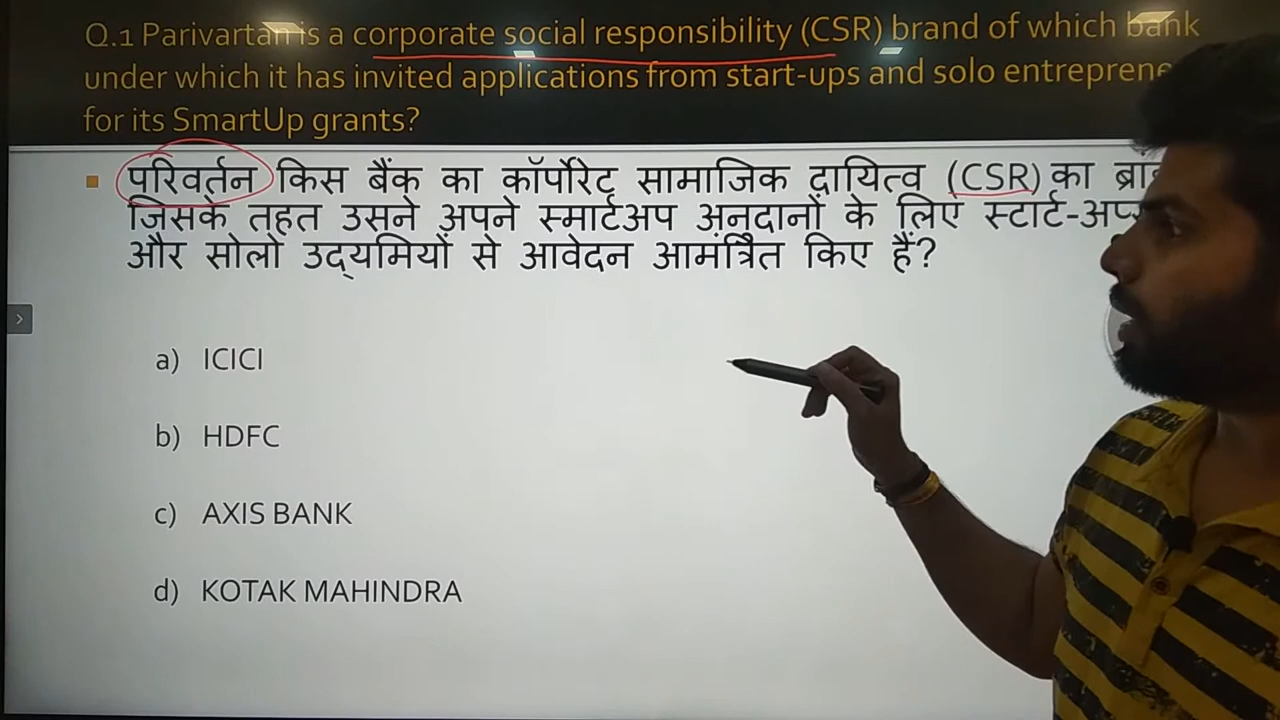 Q.1 Parivartan is a corporate social responsibility (CSR) brand of which bank
under which it has invited applications from start-ups and solo
for its SmartUp grants?
परिवर्तन किस बैंक का कॉर्पोरेट सामाजिक दायित्व (CSR) का
जिसके तहत उसने अपने स्मार्टअप अनुदानों के लिए
और सोलो उद्यमियों से आवेदन आमंत्रित किए हैं?
a) ICICI
b) HDFC
c) AXIS BANK
d) KOTAK MAHINDRA